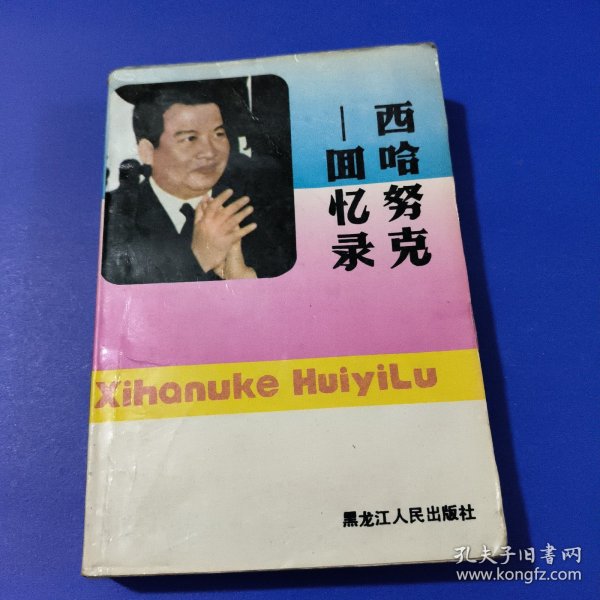 西哈努克
—回忆录
Xihanuke HuiyiLu
黑龙江人民出版社
孔夫子旧书网
www.kongfz.com